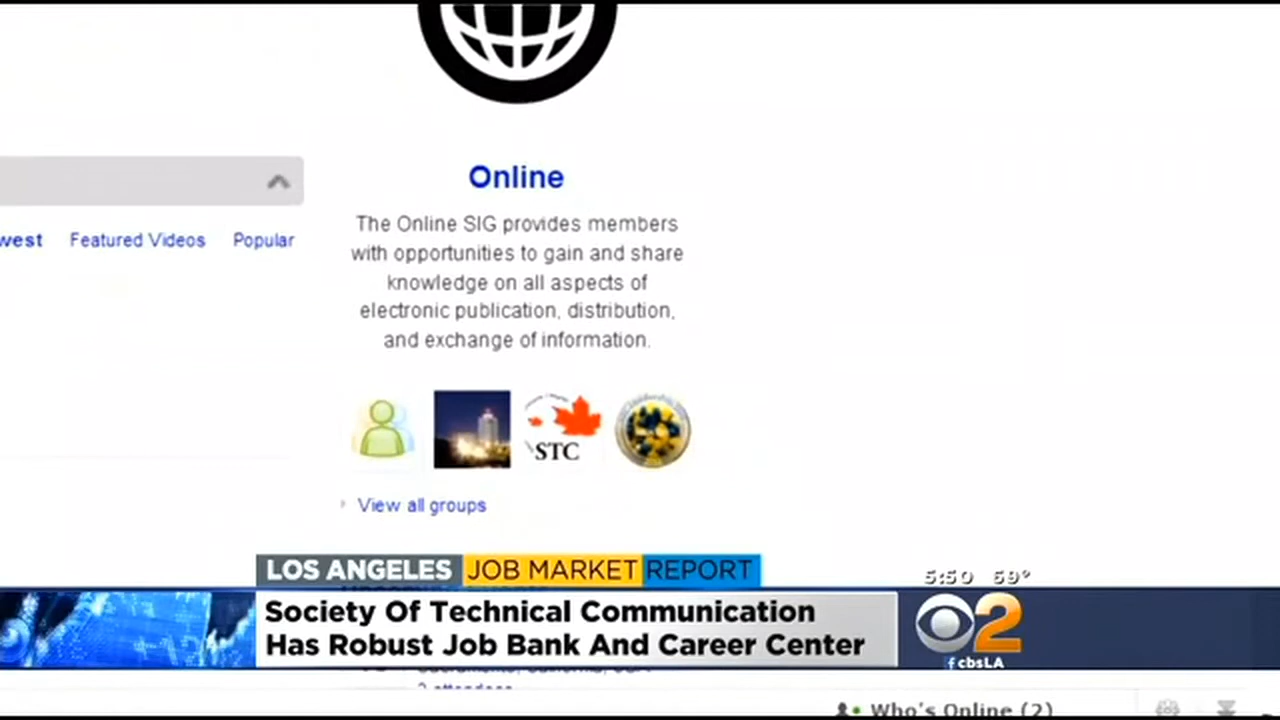 Online
The Online SIG provides members
with opportunities to gain and share
knowledge on all aspects of
electronic publication, distribution,
and exchange of information.
west Featured Videos Popular
STC
View all groups
LOS ANGELES JOB MARKET REPORT
5:50 59°
Society Of Technical Communication
Has Robust Job Bank And Career Center
2
cbsLA
Who's Online (2)